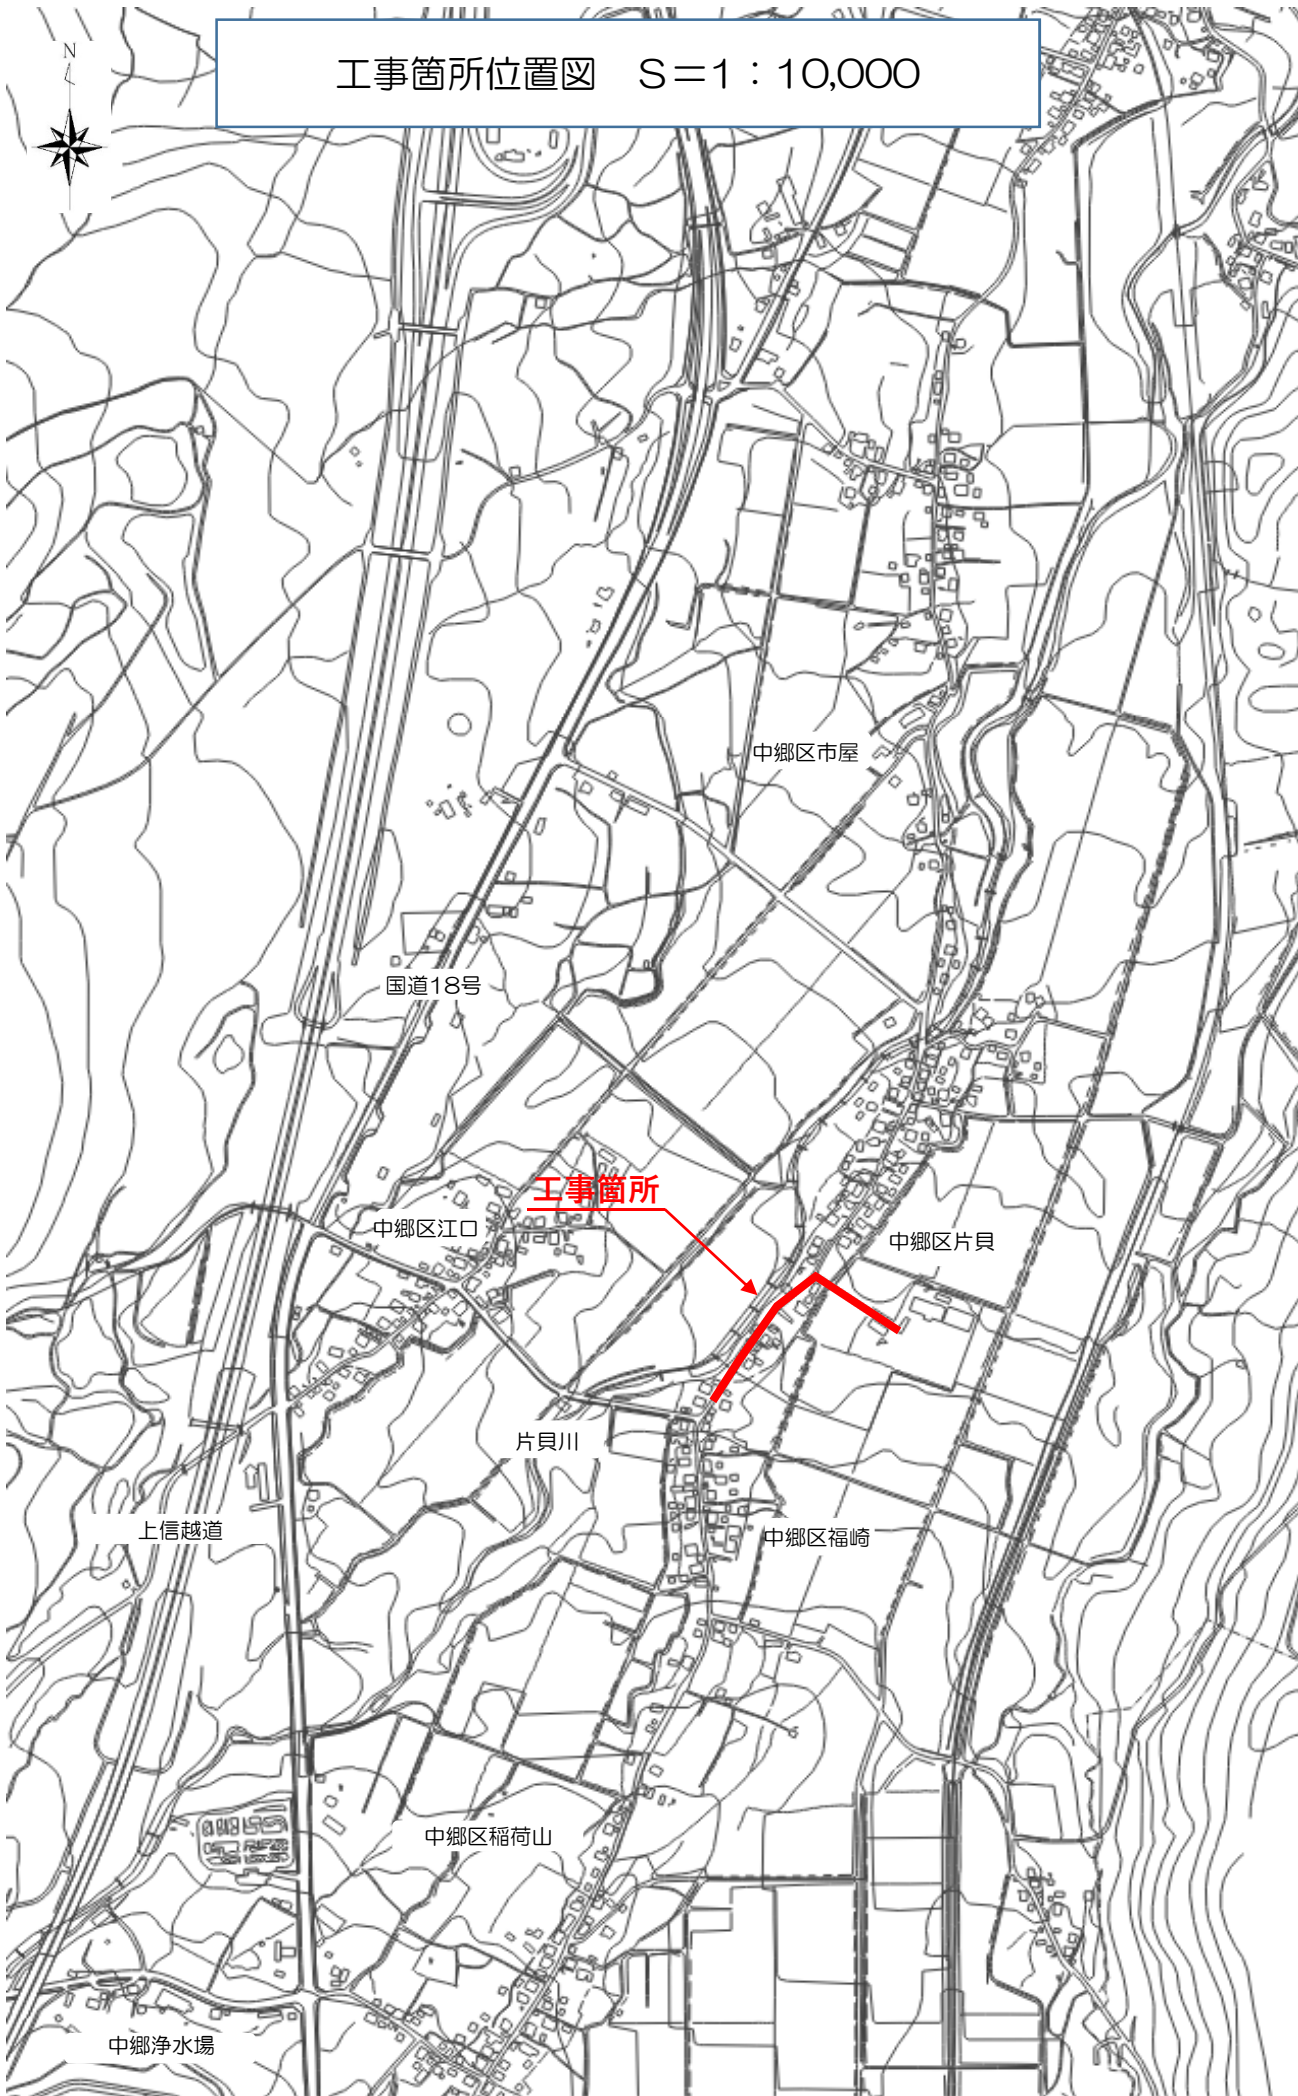 N
工事箇所位置図　S＝1：10,000
中郷区市屋
国道18号
工事箇所
中郷区江口
中郷区片貝
片貝川
上信越道
中郷区福崎
中郷区稲荷山
中郷浄水場